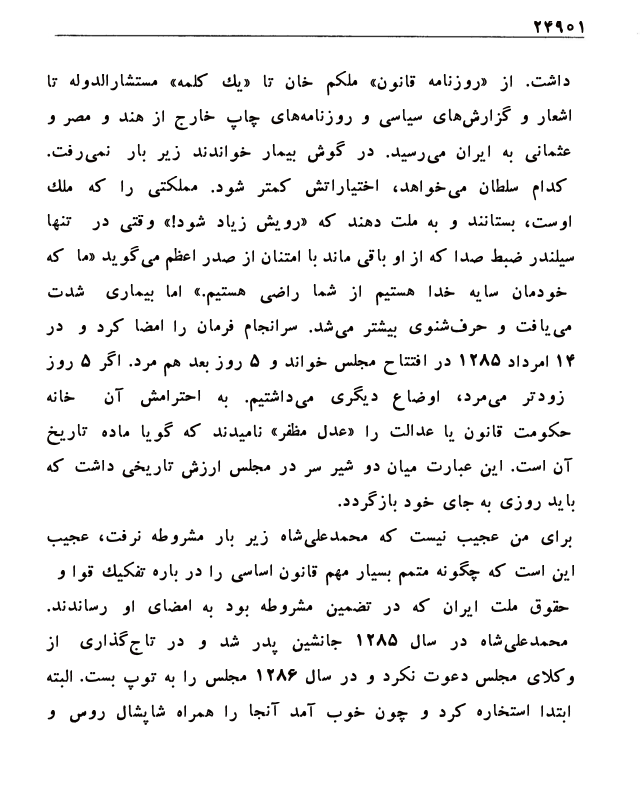 ۲۴۹۰۱
داشت. از «روزنامه قانون» ملکم خان تا «یك کلمه» مستشارالدوله تا
اشعار و گزارش‌های سیاسی و روزنامه‌های چاپ خارج از هند و مصر و
عثمانی به ایران می‌رسید. در گوش بیمار خواندند زیر بار نمی‌رفت.
کدام سلطان می‌خواهد، اختیاراتش کمتر شود. مملکتی را که ملك
اوست، بستانند و به ملت دهند که «رویش زیاد شود!» وقتی در تنها
سیلندر ضبط صدا که از او باقی ماند با امتنان از صدر اعظم می‌گوید «ما که
خودمان سایه خدا هستیم از شما راضی هستیم.» اما بیماری شدت
می‌یافت و حرف‌شنوی بیشتر می‌شد. سرانجام فرمان را امضا کرد و در
۱۴ امرداد ۱۲۸۵ در افتتاح مجلس خواند و ۵ روز بعد هم مرد. اگر ۵ روز
زودتر می‌مرد، اوضاع دیگری می‌داشتیم. به احترامش آن خانه
حکومت قانون یا عدالت را «عدل مظفر» نامیدند که گویا ماده تاریخ
آن است. این عبارت میان دو شیر سر در مجلس ارزش تاریخی داشت که
باید روزی به جای خود بازگردد.
برای من عجیب نیست که محمدعلی‌شاه زیر بار مشروطه نرفت، عجیب
این است که چگونه متمم بسیار مهم قانون اساسی را در باره تفکیك قوا و
حقوق ملت ایران که در تضمین مشروطه بود به امضای او رساندند.
محمدعلی‌شاه در سال ۱۲۸۵ جانشین پدر شد و در تاج‌گذاری از
وکلای مجلس دعوت نکرد و در سال ۱۲۸۶ مجلس را به توپ بست. البته
ابتدا استخاره کرد و چون خوب آمد آنجا را همراه شاپشال روس و